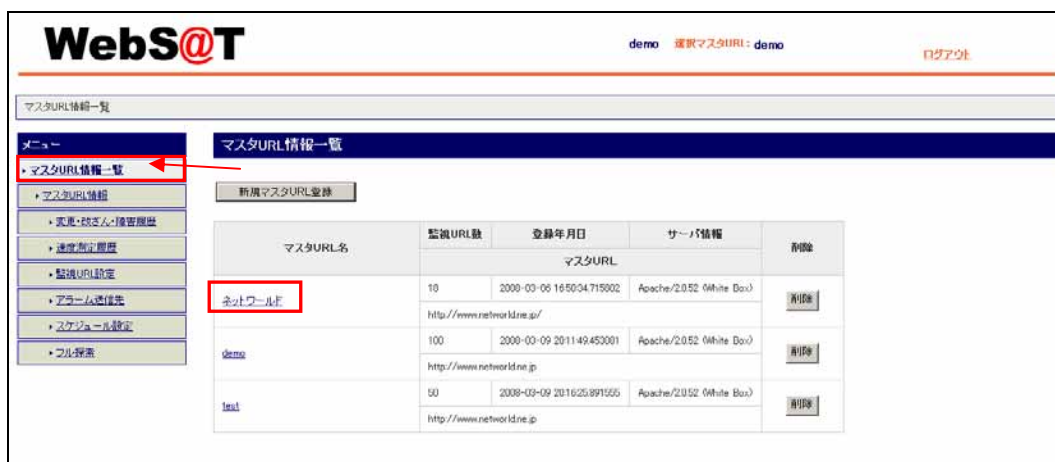 WebS@T
demo 選択マスタURL: demo
ログアウト
マスタURL情報一覧
メニュー
マスタURL情報一覧
マスタURL情報
変更・改ざん・障害履歴
速度測定履歴
監視URL設定
アラーム送信先
スケジュール設定
フル探索
マスタURL情報一覧
新規マスタURL登録
マスタURL名 監視URL数 登録年月日 サーバ情報 削除
マスタURL
ネットワールド 10 2008-03-06 16:50:34.715802 Apache/2.0.52 (White Box) 削除
http://www.networld.ne.jp/
demo 100 2008-03-09 20:11:49.453001 Apache/2.0.52 (White Box) 削除
http://www.networld.ne.jp
test 50 2008-03-09 20:16:25.891555 Apache/2.0.52 (White Box) 削除
http://www.networld.ne.jp